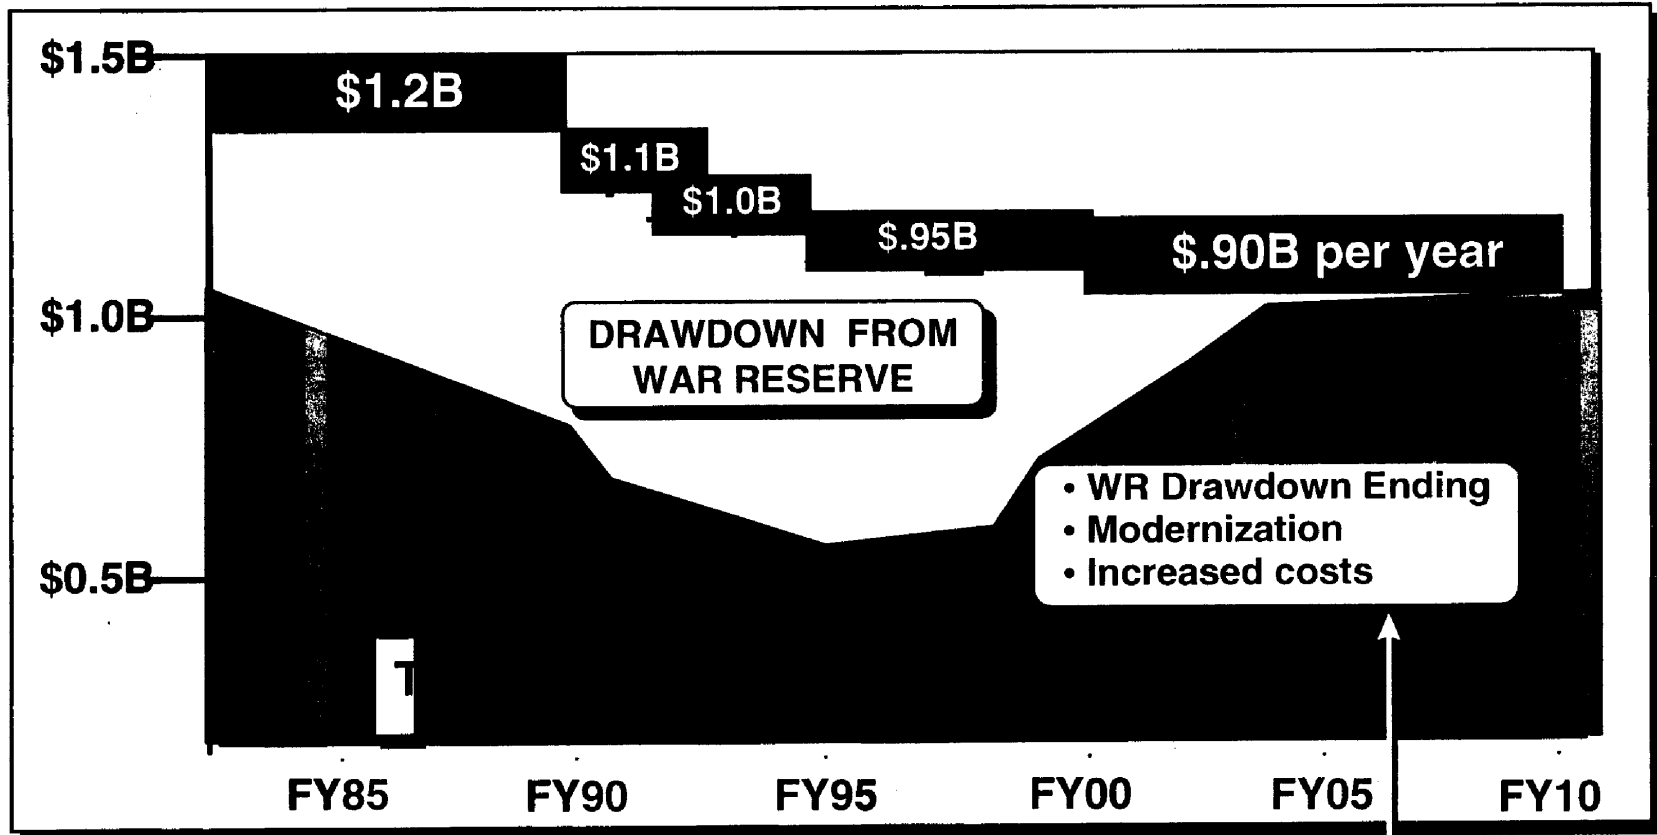 $1.5B
$1.2B
$1.1B
$1.0B
$.95B
$.90B per year
$1.0B
DRAWDOWN FROM
WAR RESERVE
• WR Drawdown Ending
• Modernization
• Increased costs
$0.5B
T
FY85 FY90 FY95 FY00 FY05 FY10